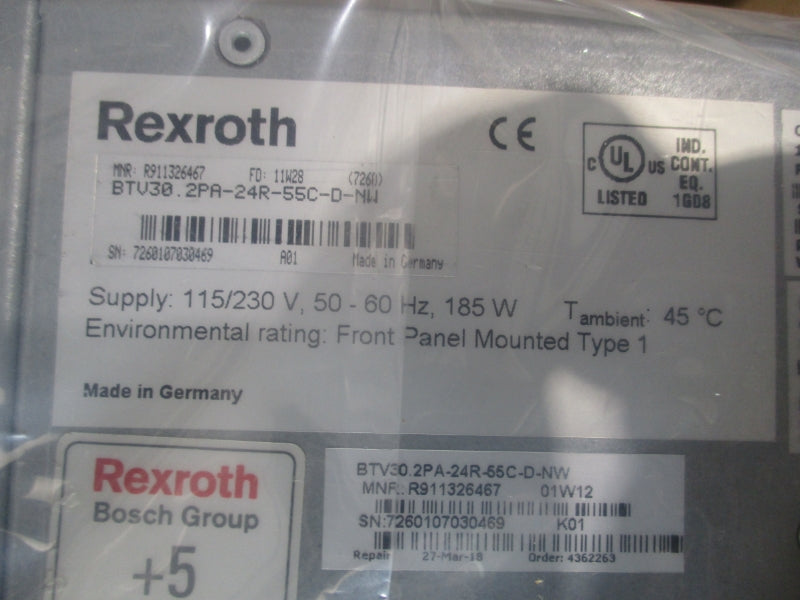 Rexroth
CE
C UL US
LISTED
IND.
CONT.
EQ.
1GD8
MNR: R911326467 FD: 11W28 (7260)
BTV30.2PA-24R-55C-D-NW
SN: 7260107030469 A01 Made in Germany
Supply: 115/230 V, 50 - 60 Hz, 185 W Tambient: 45 °C
Environmental rating: Front Panel Mounted Type 1
Made in Germany
Rexroth
Bosch Group
+5
BTV30.2PA-24R-55C-D-NW
MNR.: R911326467 01W12
SN:7260107030469 K01
Repair 27-Mar-18 Order: 4362263